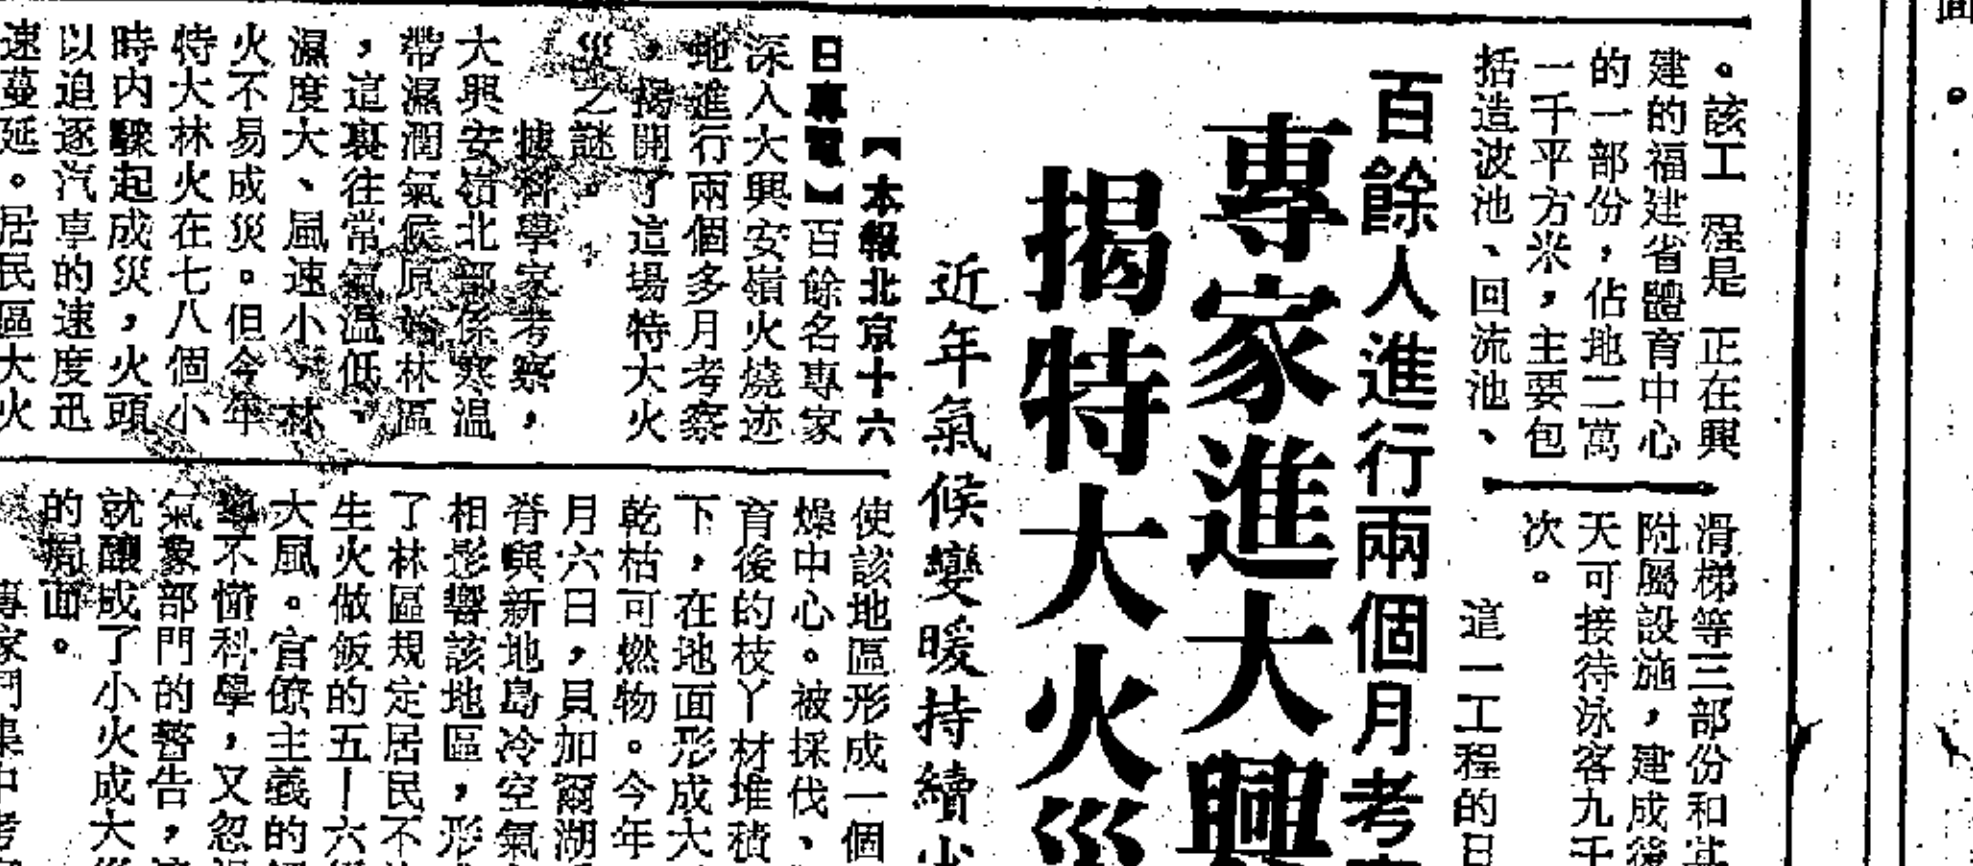 。該工程是正在興
建的福建省體育中心
的一部份，佔地二萬
一千平方米，主要包
括造波池、回流池、
滑梯等三部份和其
附屬設施，建成後
天可接待泳客九千
次。
這一工程的日
百餘人進行兩個月考
專家進大興
揭特大火災
近年氣候變暖持續少
【本報北京十六
日專電】百餘名專家
深入大興安嶺火燒迹
地進行兩個多月考察
，揭開了這場特大火
災之謎。
據科學家考察，
大興安嶺北部係寒温
帶濕潤氣候原始林區
，這裏往常氣温低、
濕度大、風速小，林
火不易成災。但今年
特大林火在七八個小
時内驟起成災，火頭
以追逐汽車的速度迅
速蔓延。居民區大火
使該地區形成一個
燥中心。被採伐、
育後的枝丫材堆積
下，在地面形成大
乾枯可燃物。今年
月六日，貝加爾湖
脊與新地島冷空氣
相影響該地區，形
了林區規定居民不
生火做飯的五—六
大風。官僚主義的
導不懂科學，又忽
氣象部門的警告，
就釀成了小火成大
的損面。
專家們集中考